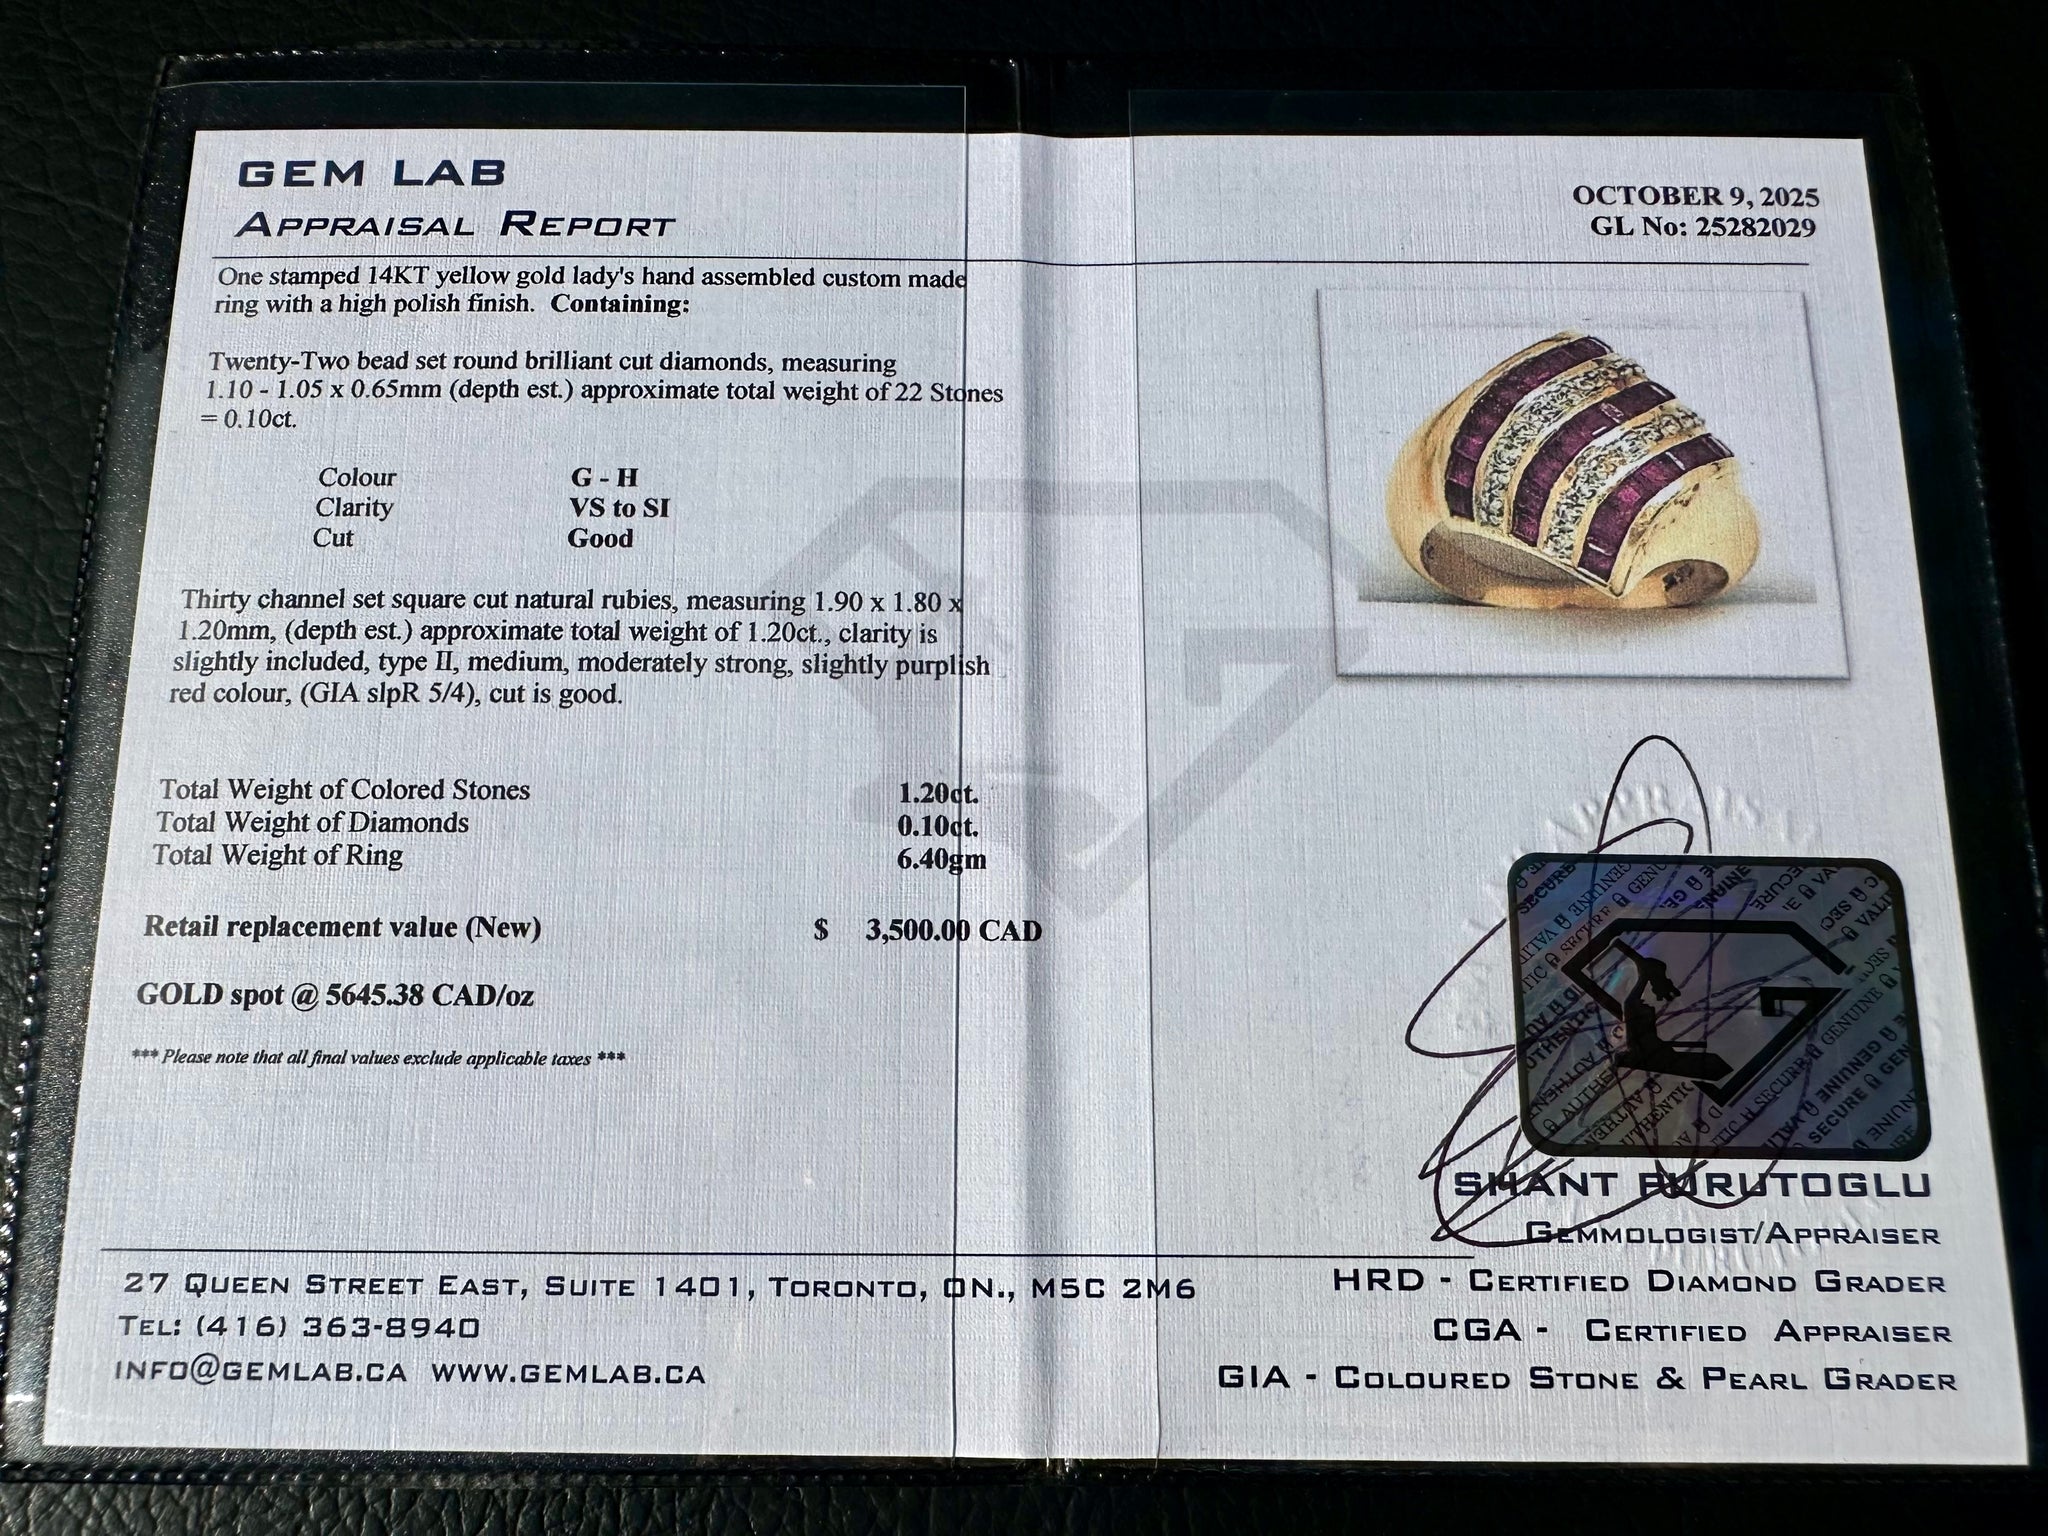 GEM LAB
APPRAISAL REPORT
OCTOBER 9, 2025
GL No: 25282029
One stamped 14KT yellow gold lady's hand assembled custom made
ring with a high polish finish. Containing:
Twenty-Two bead set round brilliant cut diamonds, measuring
1.10 - 1.05 x 0.65mm (depth est.) approximate total weight of 22 Stones
= 0.10ct.
Colour G - H
Clarity VS to SI
Cut Good
Thirty channel set square cut natural rubies, measuring 1.90 x 1.80 x
1.20mm, (depth est.) approximate total weight of 1.20ct., clarity is
slightly included, type II, medium, moderately strong, slightly purplish
red colour, (GIA slpR 5/4), cut is good.
Total Weight of Colored Stones 1.20ct.
Total Weight of Diamonds 0.10ct.
Total Weight of Ring 6.40gm
Retail replacement value (New) $ 3,500.00 CAD
GOLD spot @ 5645.38 CAD/oz
*** Please note that all final values exclude applicable taxes ***
27 QUEEN STREET EAST, SUITE 1401, TORONTO, ON., M5C 2M6
TEL: (416) 363-8940
INFO@GEMLAB.CA WWW.GEMLAB.CA
SECURE GENUINE
VALID AUTHENTIC
SHANT PURUTOGLU
GEMMOLOGIST/APPRAISER
HRD - CERTIFIED DIAMOND GRADER
CGA - CERTIFIED APPRAISER
GIA - COLOURED STONE & PEARL GRADER